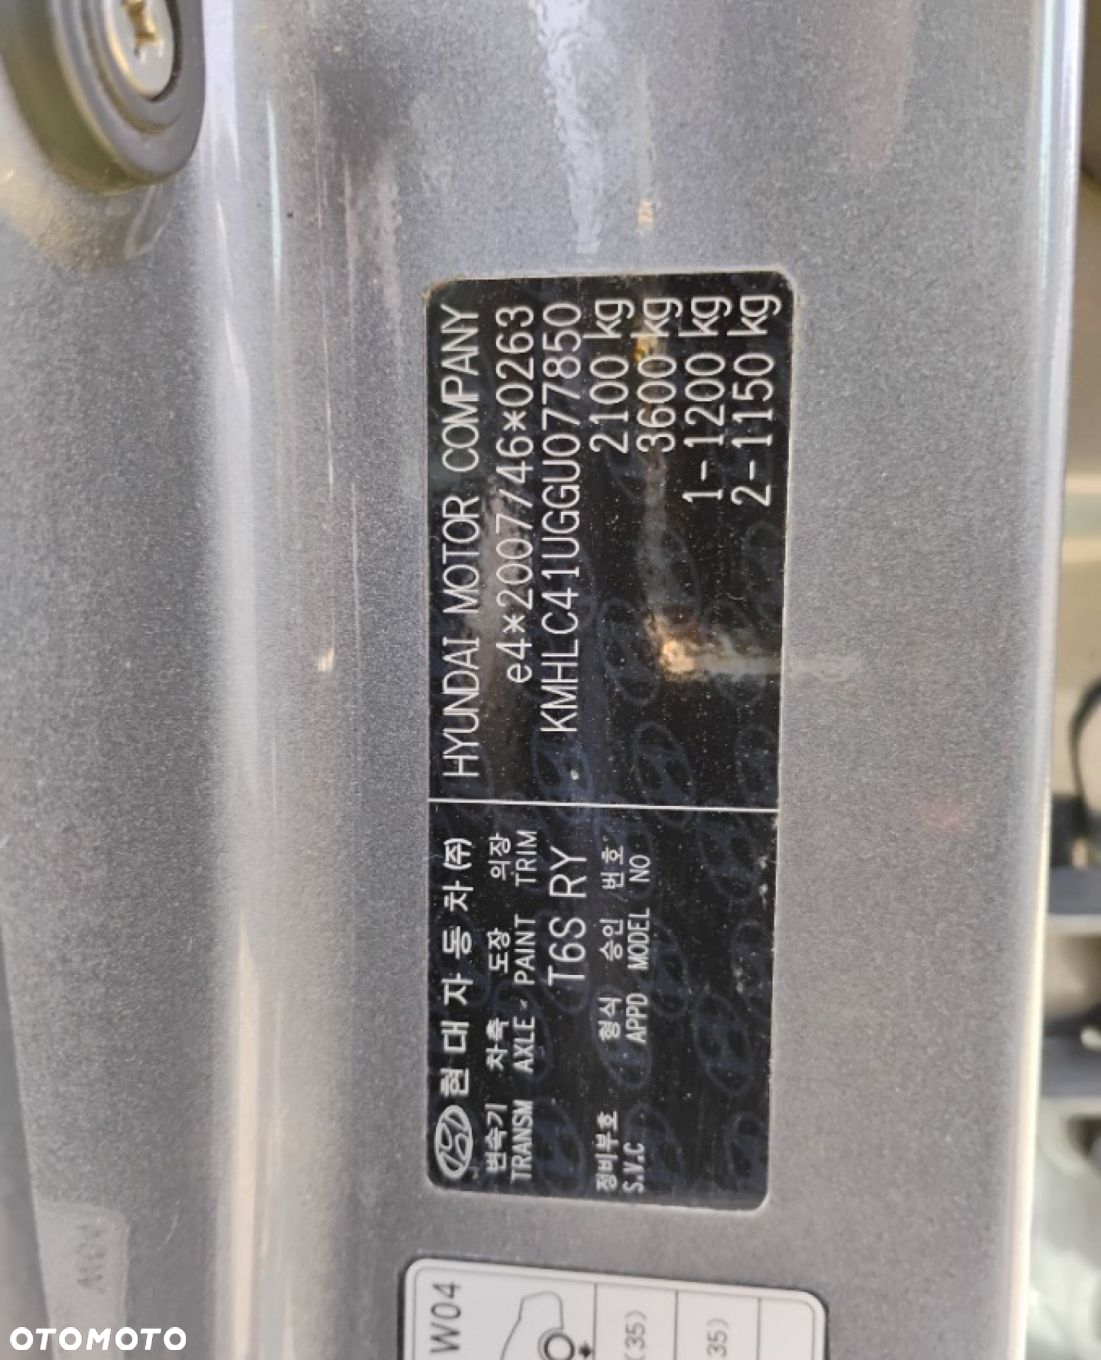 현대자동차(주)
변속기 차축 도장 의장
TRANSM AXLE PAINT TRIM
T6S RY
정비부호 형식 승인 번호
S.V.C APPD MODEL NO
HYUNDAI MOTOR COMPANY
e4*2007/46*0263
KMHLC41UGGU077850
2100 kg
3600 kg
1-1200 kg
2-1150 kg
W04
(35)
35)
OTOMOTO